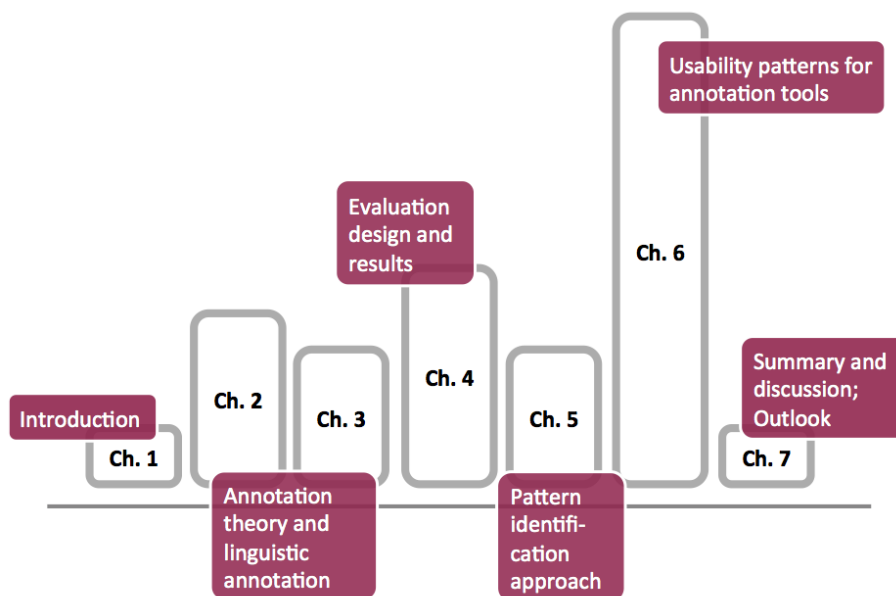 Usability patterns for
annotation tools
Evaluation
design and
results
Ch. 6
Summary and
discussion;
Outlook
Ch. 4
Ch. 2
Ch. 3
Ch. 5
Introduction
Ch. 1
Ch. 7
Annotation
theory and
linguistic
annotation
Pattern
identifi-
cation
approach